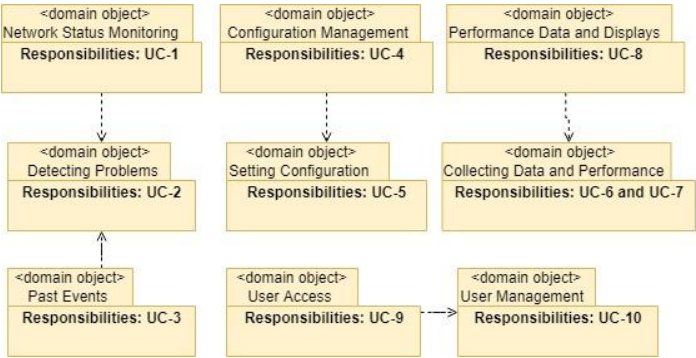 <domain object>
Network Status Monitoring
Responsibilities: UC-1
<domain object>
Configuration Management
Responsibilities: UC-4
<domain object>
Performance Data and Displays
Responsibilities: UC-8
<domain object>
Detecting Problems
Responsibilities: UC-2
<domain object>
Setting Configuration
Responsibilities: UC-5
<domain object>
Collecting Data and Performance
Responsibilities: UC-6 and UC-7
<domain object>
Past Events
Responsibilities: UC-3
<domain object>
User Access
Responsibilities: UC-9
<domain object>
User Management
Responsibilities: UC-10